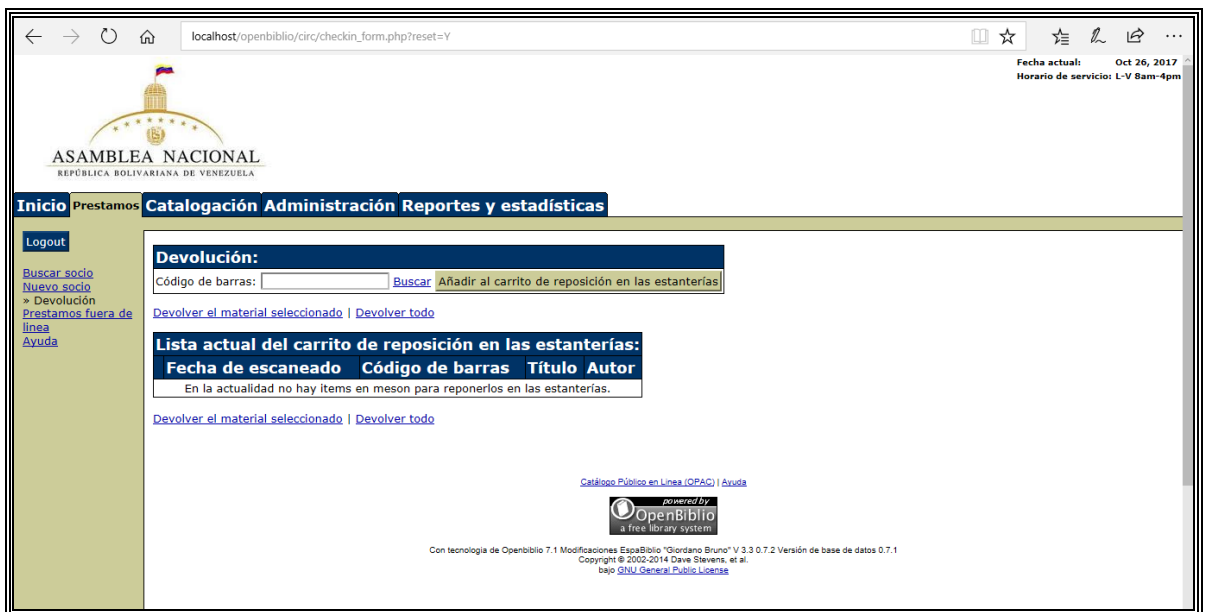 localhost/openbiblio/circ/checkin_form.php?reset=Y
Fecha actual: Oct 26, 2017
Horario de servicio: L-V 8am-4pm
ASAMBLEA NACIONAL
REPÚBLICA BOLIVARIANA DE VENEZUELA
Inicio Prestamos Catalogación Administración Reportes y estadísticas
Logout
Buscar socio
Nuevo socio
» Devolución
Prestamos fuera de
linea
Ayuda
Devolución:
Código de barras: Buscar Añadir al carrito de reposición en las estanterías
Devolver el material seleccionado | Devolver todo
Lista actual del carrito de reposición en las estanterías:
Fecha de escaneado Código de barras Título Autor
En la actualidad no hay items en meson para reponerlos en las estanterías.
Devolver el material seleccionado | Devolver todo
Catálogo Público en Linea (OPAC) | Ayuda
powered by
OpenBiblio
a free library system
Con tecnologia de Openbiblio 7.1 Modificaciones EspaBiblio "Giordano Bruno" V 3.3 0.7.2 Versión de base de datos 0.7.1
Copyright © 2002-2014 Dave Stevens, et al.
bajo GNU General Public License